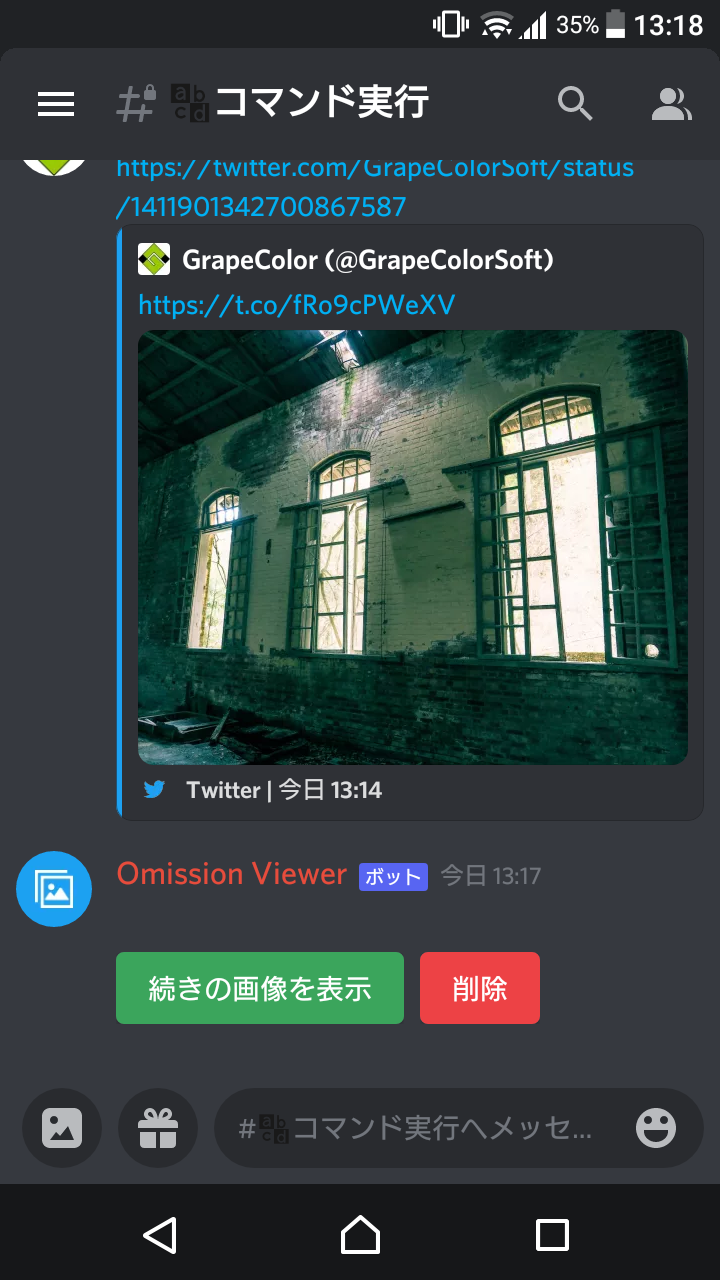 35% 13:18
# 🔡コマンド実行
https://twitter.com/GrapeColorSoft/status
/1411901342700867587
GrapeColor (@GrapeColorSoft)
https://t.co/fRo9cPWeXV
Twitter | 今日 13:14
Omission Viewer ボット 今日 13:17
続きの画像を表示 削除
#🔡コマンド実行へメッセ...